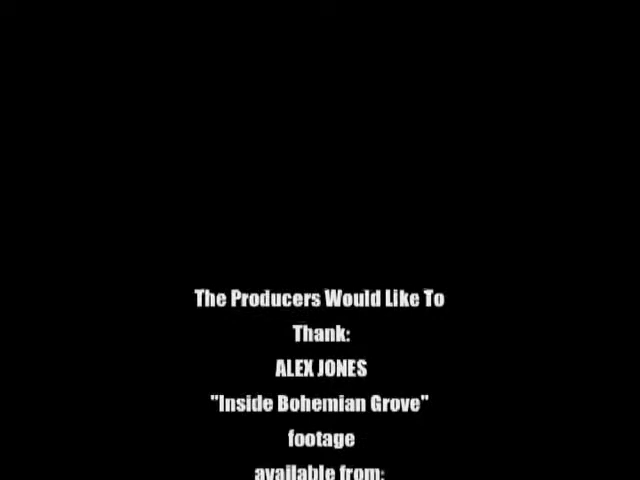 The Producers Would Like To
Thank:
ALEX JONES
"Inside Bohemian Grove"
footage
available from: